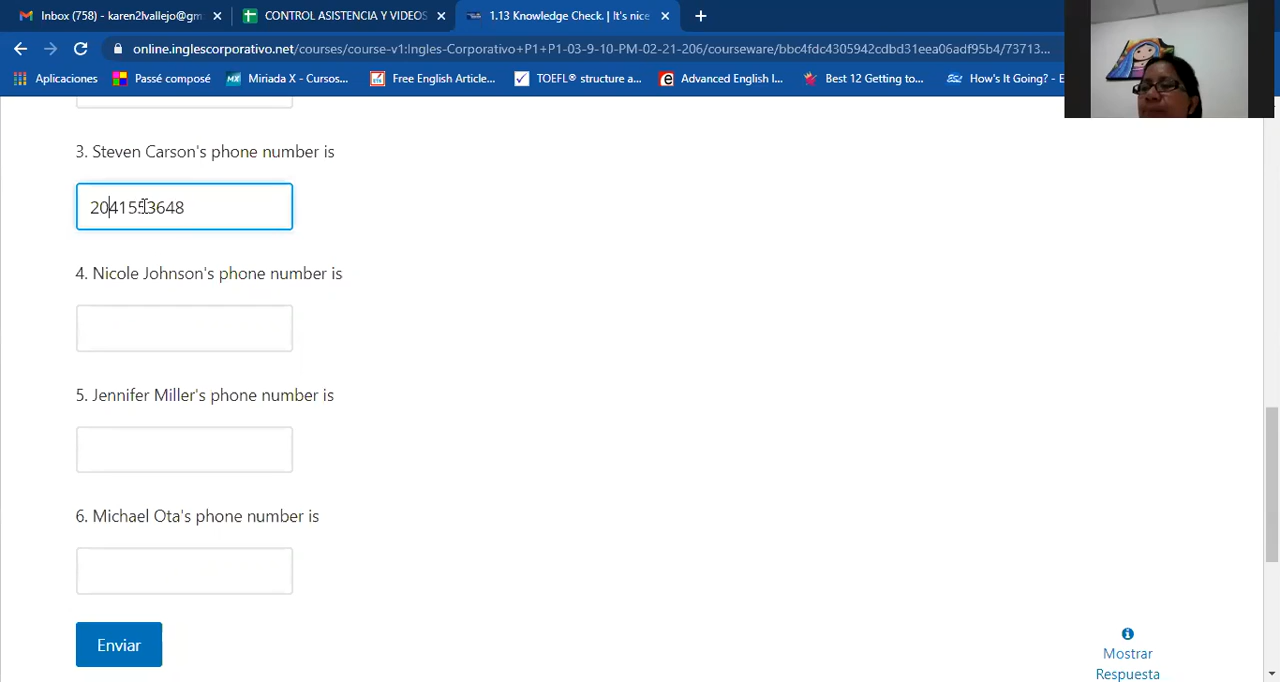 Inbox (758) - karen2lvallejo@gm
CONTROL ASISTENCIA Y VIDEOS
1.13 Knowledge Check. | It's nice
online.inglescorporativo.net/courses/course-v1:Ingles-Corporativo+P1+P1-03-9-10-PM-02-21-206/courseware/bbc4fdc4305942cdbd31eea06adf95b4/73713...
Aplicaciones
Passé composé
Miriada X - Cursos...
Free English Article...
TOEFL® structure a...
Advanced English I...
Best 12 Getting to...
How's It Going? - E
3. Steven Carson's phone number is
2041553648
4. Nicole Johnson's phone number is
5. Jennifer Miller's phone number is
6. Michael Ota's phone number is
Enviar
Mostrar
Respuesta